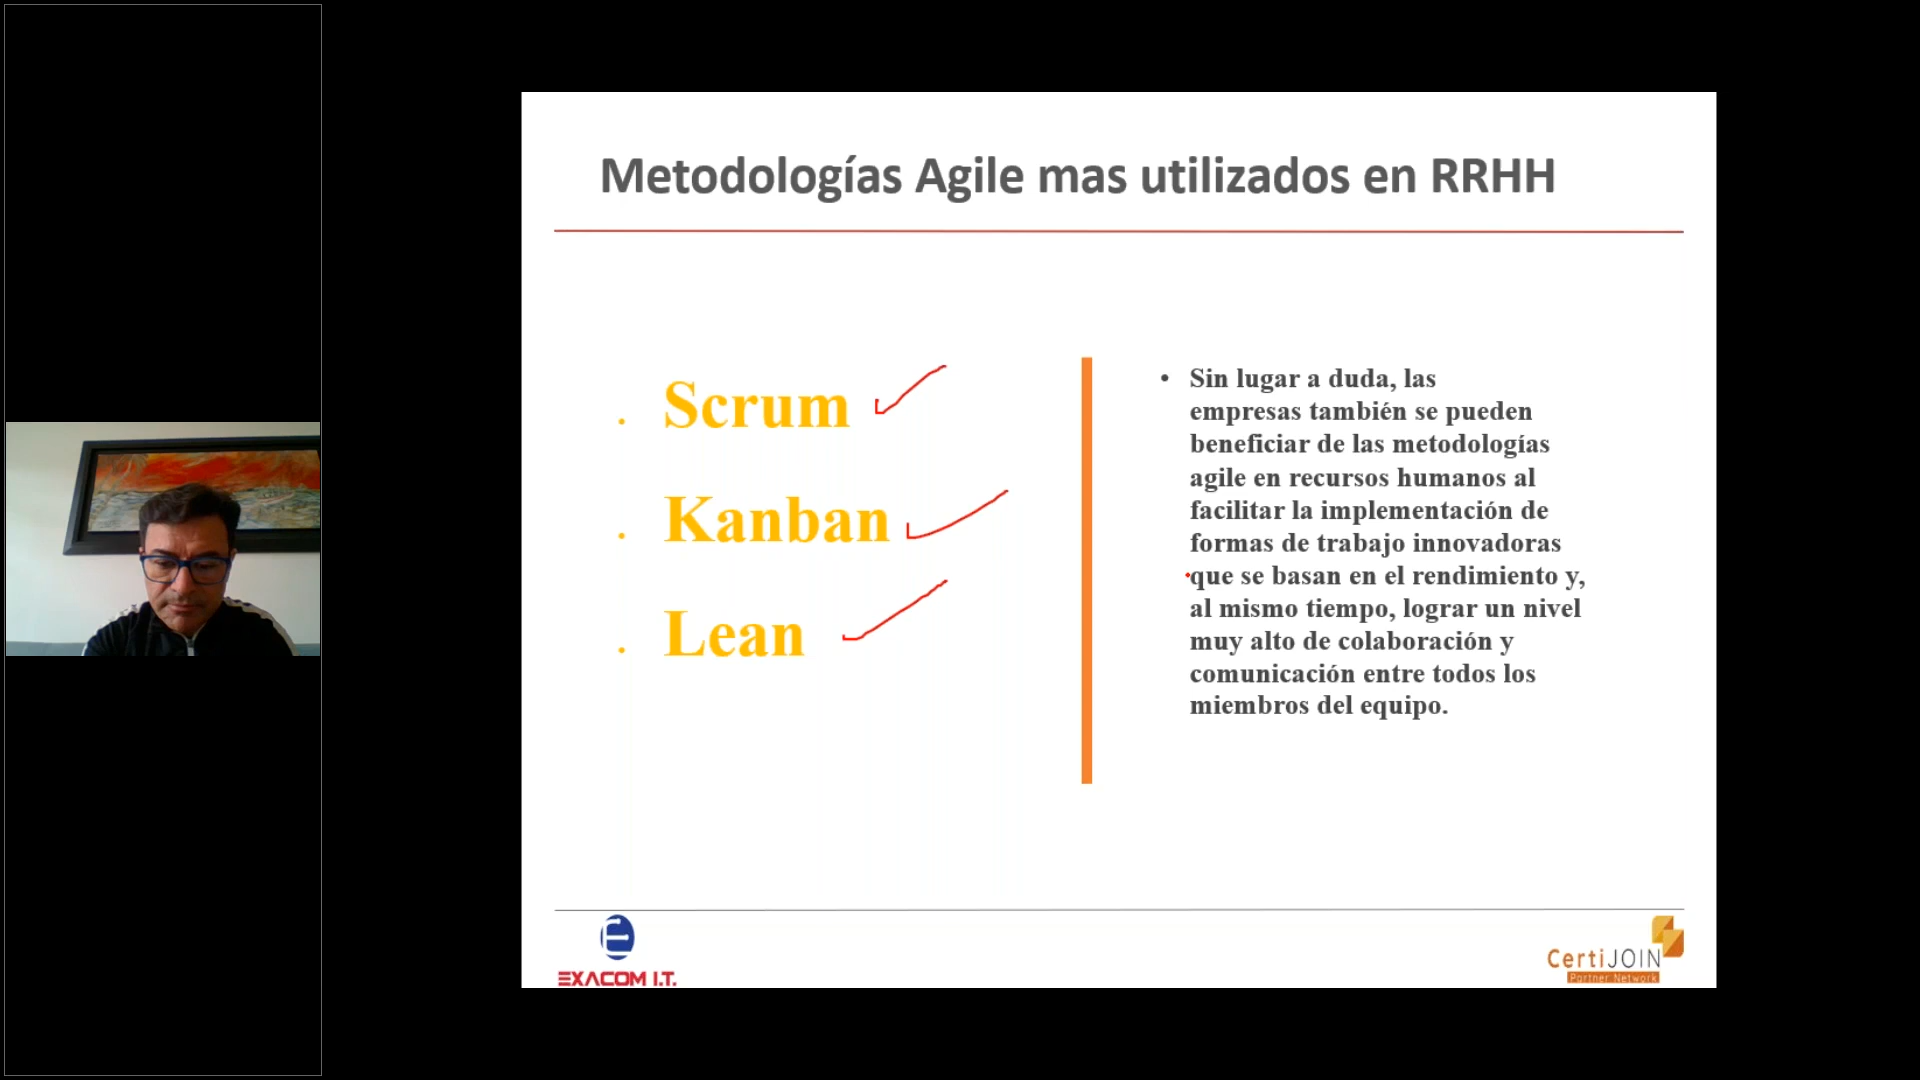 Metodologías Agile mas utilizados en RRHH
. Scrum
. Kanban
. Lean
• Sin lugar a duda, las
empresas también se pueden
beneficiar de las metodologías
agile en recursos humanos al
facilitar la implementación de
formas de trabajo innovadoras
que se basan en el rendimiento y,
al mismo tiempo, lograr un nivel
muy alto de colaboración y
comunicación entre todos los
miembros del equipo.
EXACOM I.T.
CertiJOIN
Partner Network